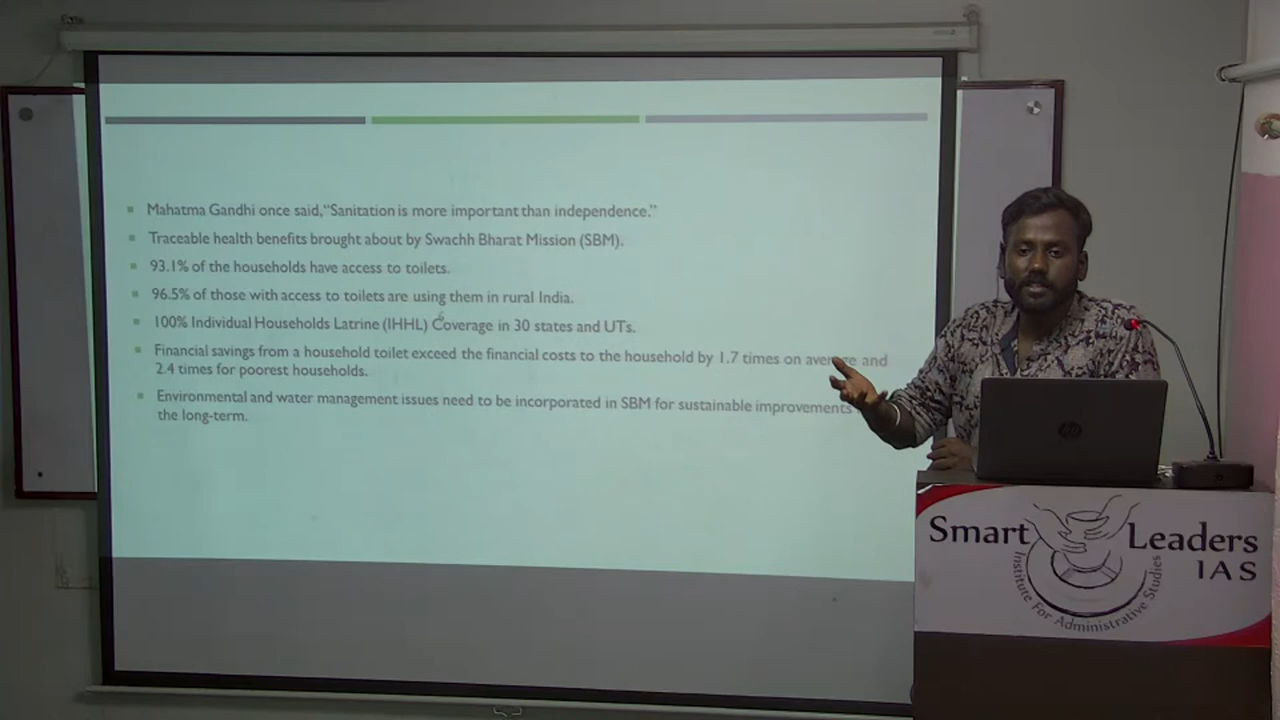 Mahatma Gandhi once said,"Sanitation is more important than independence."
Traceable health benefits brought about by Swachh Bharat Mission (SBM).
93.1% of the households have access to toilets.
96.5% of those with access to toilets are using them in rural India.
100% Individual Households Latrine (IHHL) Coverage in 30 states and UTs.
Financial savings from a household toilet exceed the financial costs to the household by 1.7 times on average and
2.4 times for poorest households.
Environmental and water management issues need to be incorporated in SBM for sustainable improvements
the long-term.
hp
Smart Leaders
IAS
Institute For Administrative Studies